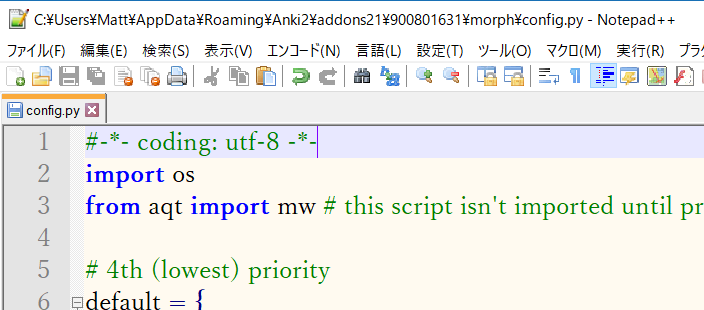 C:¥Users¥Matt¥AppData¥Roaming¥Anki2¥addons21¥900801631¥morph¥config.py - Notepad++
ファイル(F) 編集(E) 検索(S) 表示(V) エンコード(N) 言語(L) 設定(T) ツール(O) マクロ(M) 実行(R) プラ
config.py
1 #-*- coding: utf-8 -*-
2 import os
3 from aqt import mw # this script isn't imported until pr
4
5 # 4th (lowest) priority
6 default = {